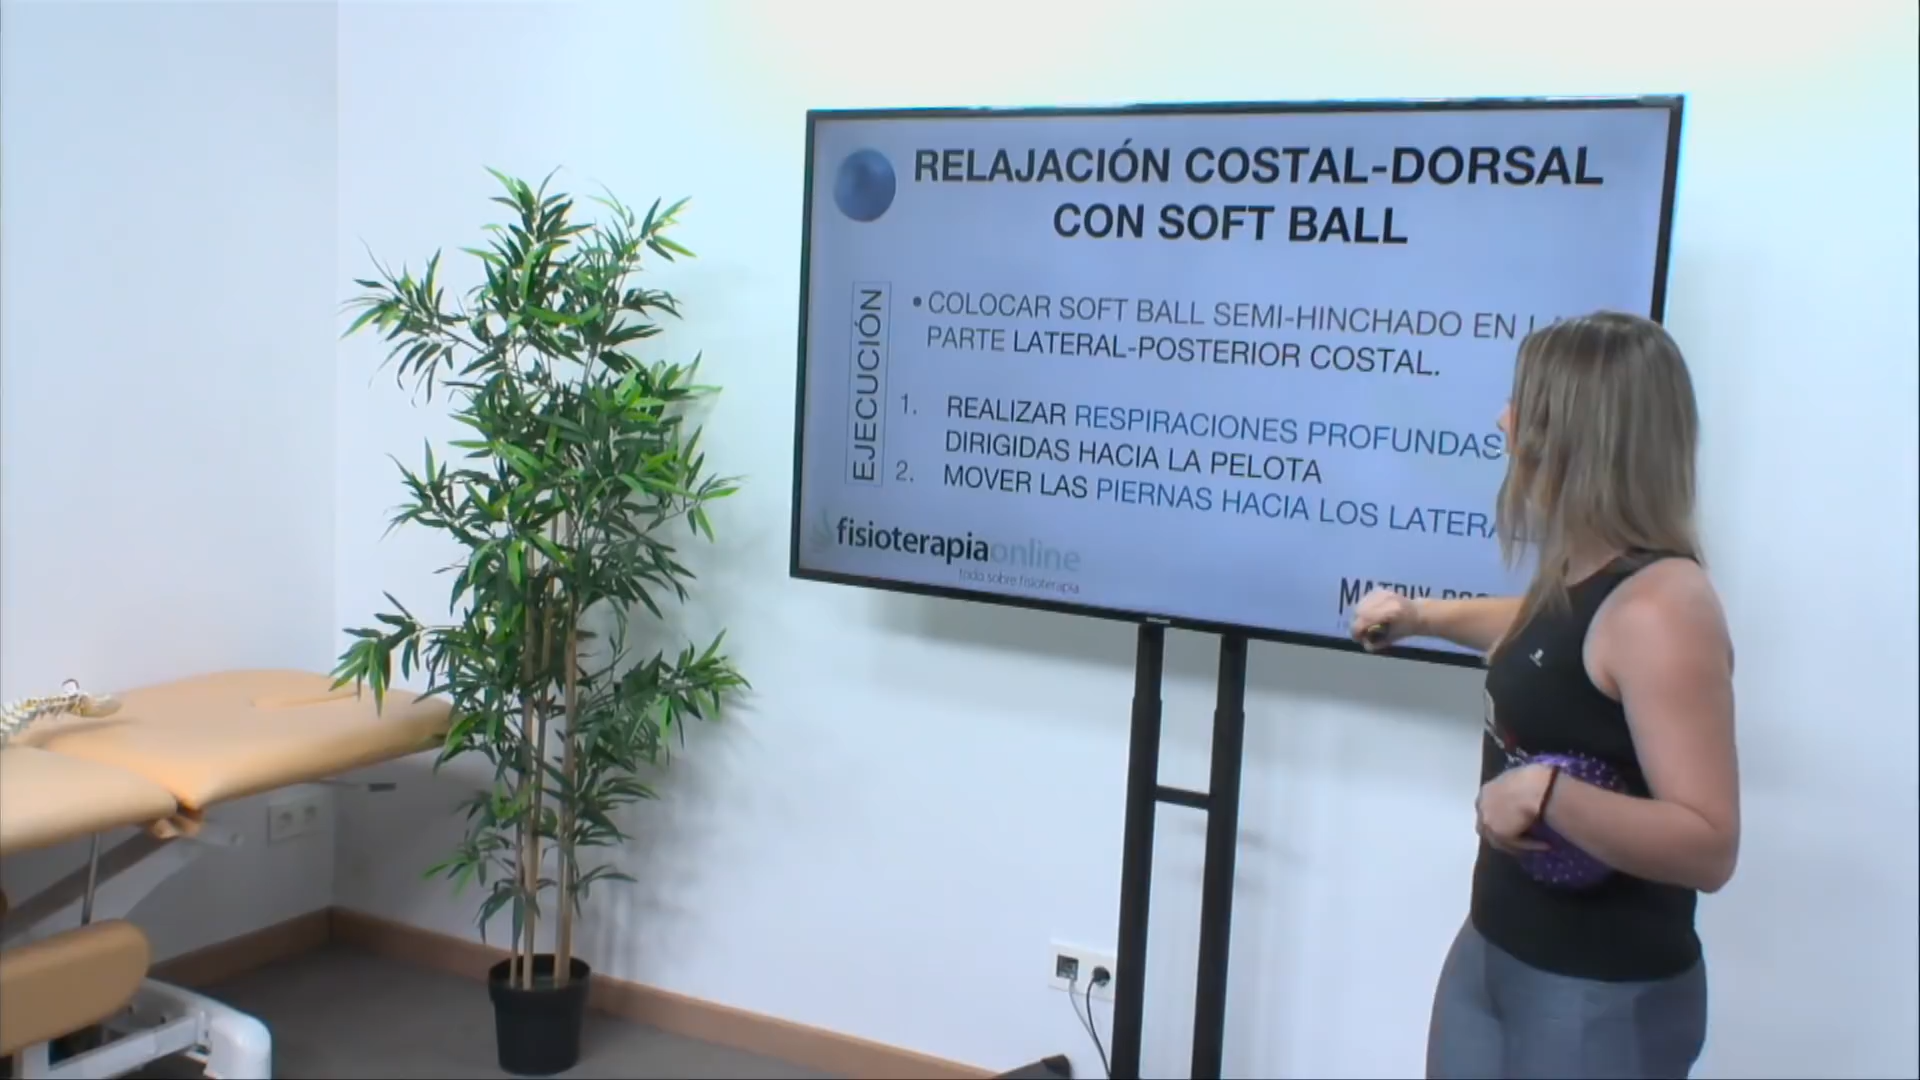 RELAJACIÓN COSTAL-DORSAL
CON SOFT BALL
EJECUCIÓN
• COLOCAR SOFT BALL SEMI-HINCHADO EN
PARTE LATERAL-POSTERIOR COSTAL.
1. REALIZAR RESPIRACIONES PROFUNDAS
DIRIGIDAS HACIA LA PELOTA
2. MOVER LAS PIERNAS HACIA LOS
fisioterapiaonline
todo sobre fisioterapia
MATRIX